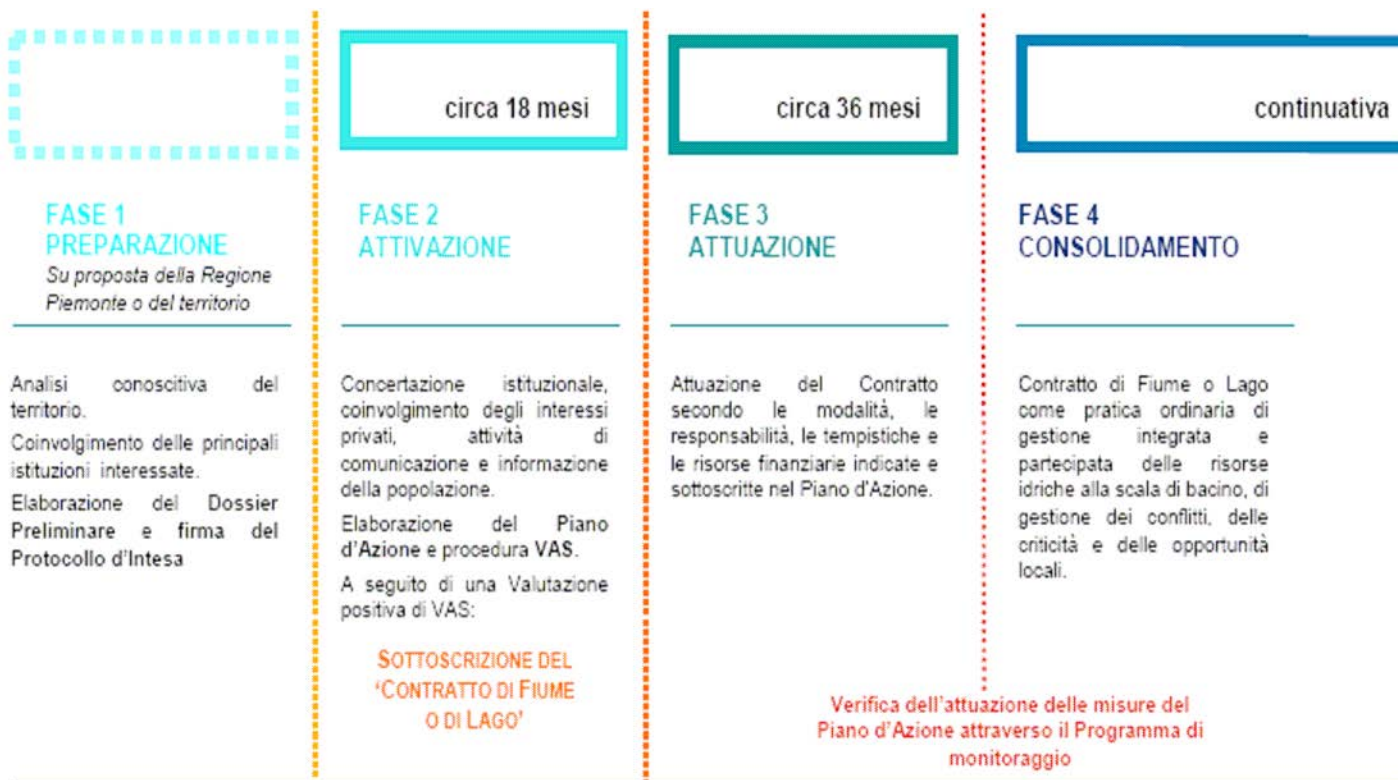 circa 18 mesi
circa 36 mesi
continuativa
FASE 1
PREPARAZIONE
Su proposta della Regione
Piemonte o del territorio
Analisi conoscitiva del
territorio.
Coinvolgimento delle principali
istituzioni interessate.
Elaborazione del Dossier
Preliminare e firma del
Protocollo d'Intesa
FASE 2
ATTIVAZIONE
Concertazione istituzionale,
coinvolgimento degli interessi
privati, attività di
comunicazione e informazione
della popolazione.
Elaborazione del Piano
d'Azione e procedura VAS.
A seguito di una Valutazione
positiva di VAS:
SOTTOSCRIZIONE DEL
'CONTRATTO DI FIUME
O DI LAGO'
FASE 3
ATTUAZIONE
Attuazione del Contratto
secondo le modalità, le
responsabilità, le tempistiche e
le risorse finanziarie indicate e
sottoscritte nel Piano d'Azione.
FASE 4
CONSOLIDAMENTO
Contratto di Fiume o Lago
come pratica ordinaria di
gestione integrata e
partecipata delle risorse
idriche alla scala di bacino, di
gestione dei conflitti, delle
criticità e delle opportunità
locali.
Verifica dell'attuazione delle misure del
Piano d'Azione attraverso il Programma di
monitoraggio